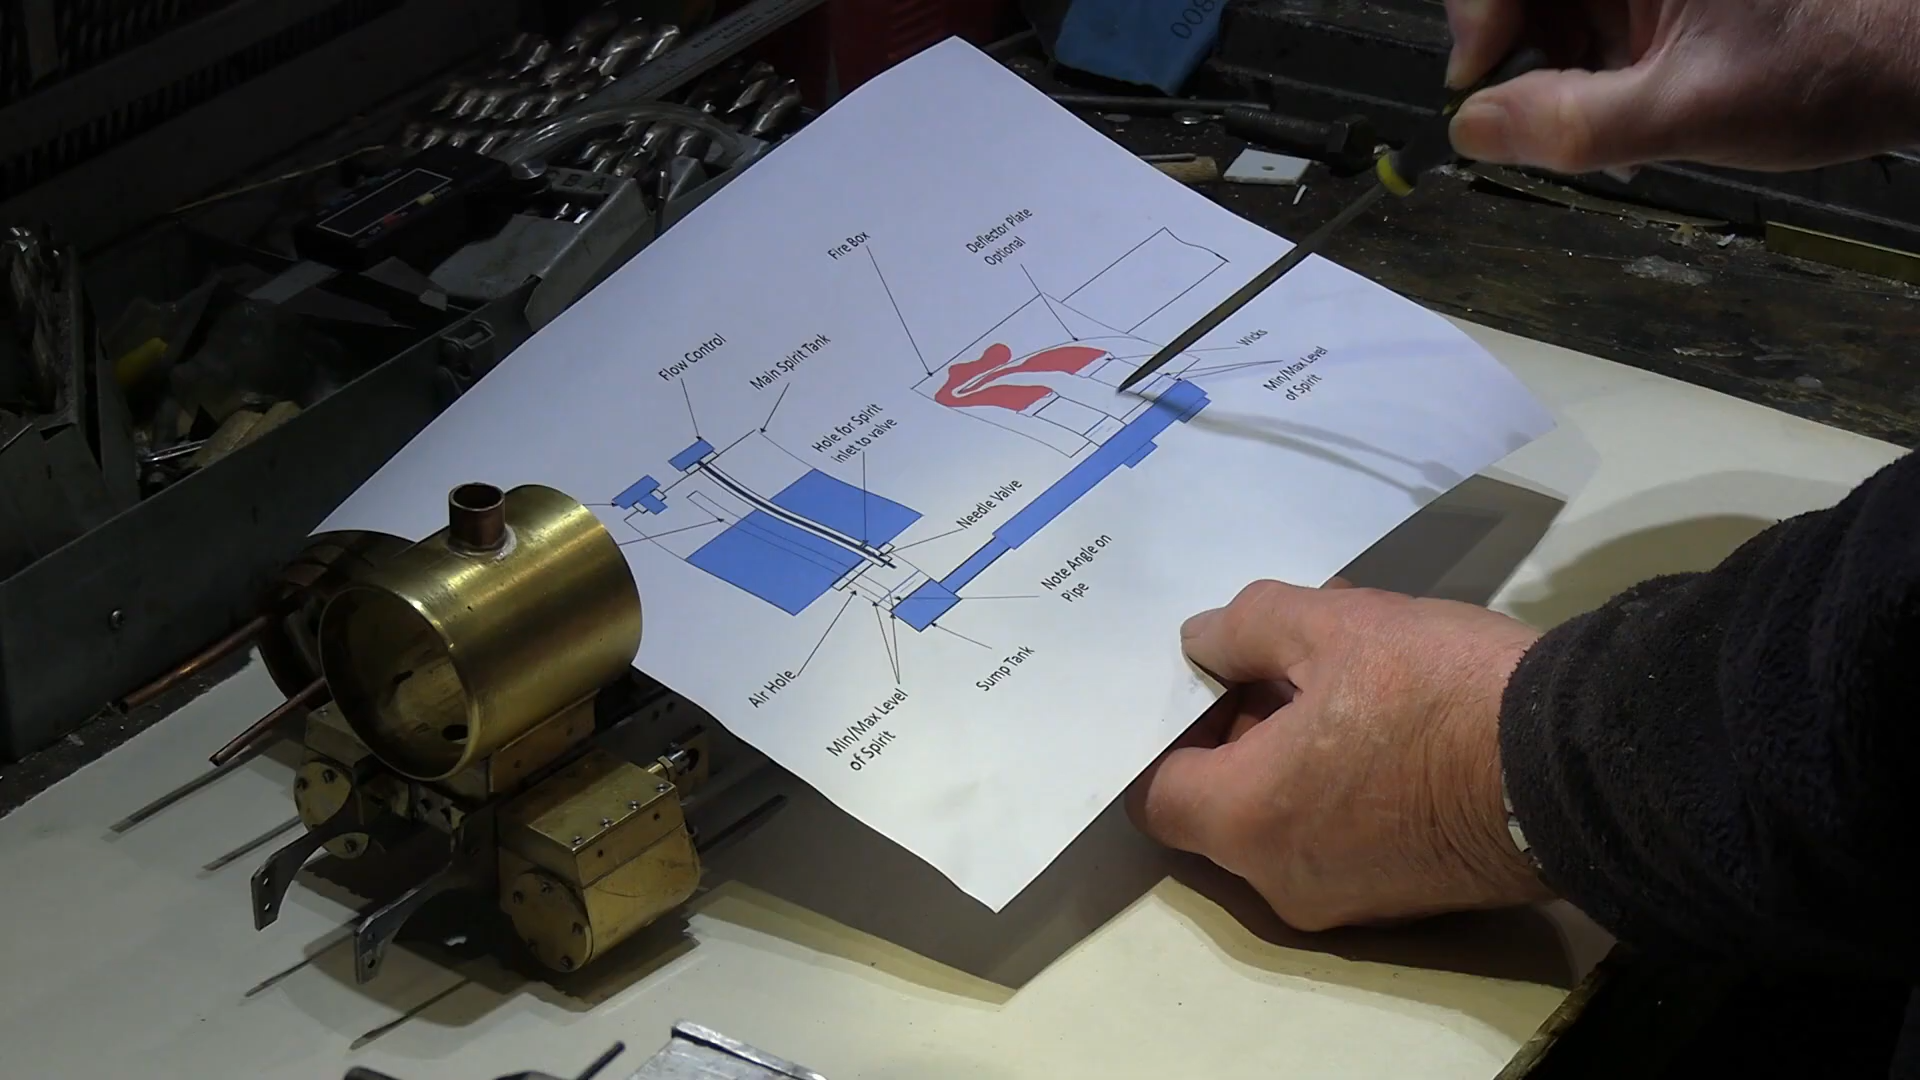 008
Fire Box
Deflector Plate
Optional
Flow Control
Main Spirit Tank
Wicks
Min/Max Level
of Spirit
Hole for Spirit
inlet to valve
Needle Valve
Note Angle on
Pipe
Air Hole
Sump Tank
Min/Max Level
of Spirit